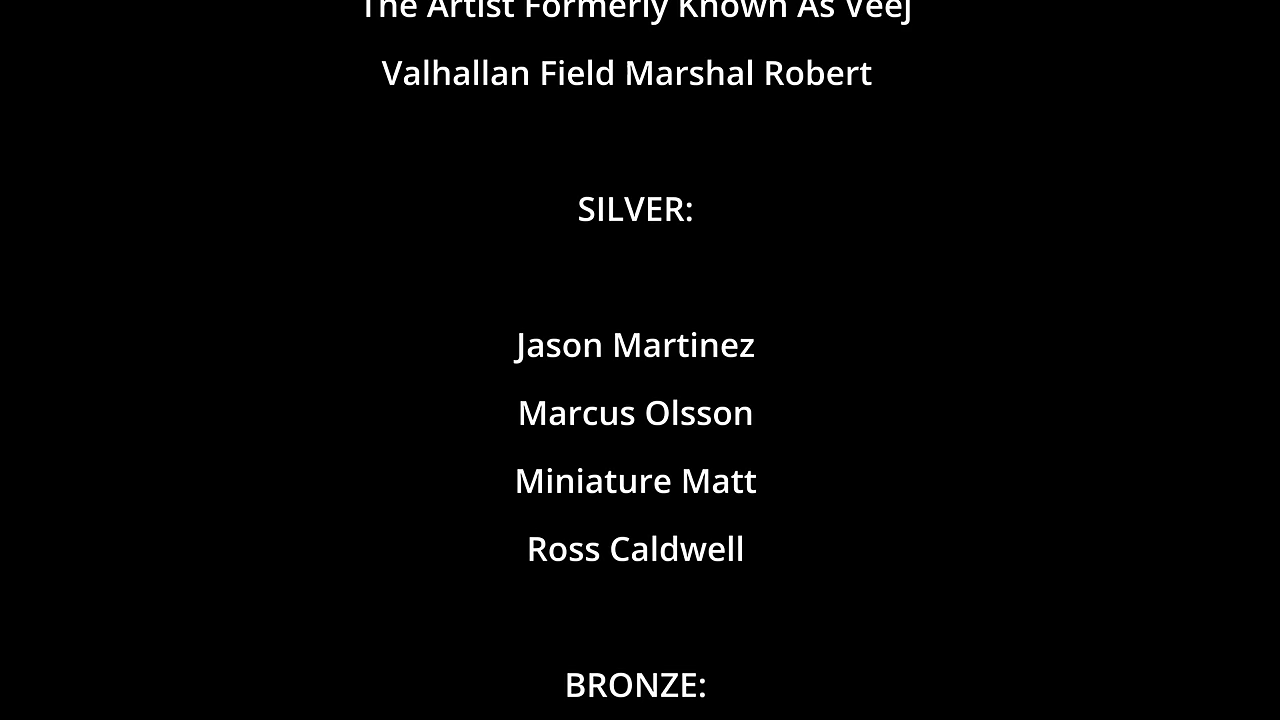 The Artist Formerly Known As Veej
Valhallan Field Marshal Robert
SILVER:
Jason Martinez
Marcus Olsson
Miniature Matt
Ross Caldwell
BRONZE: